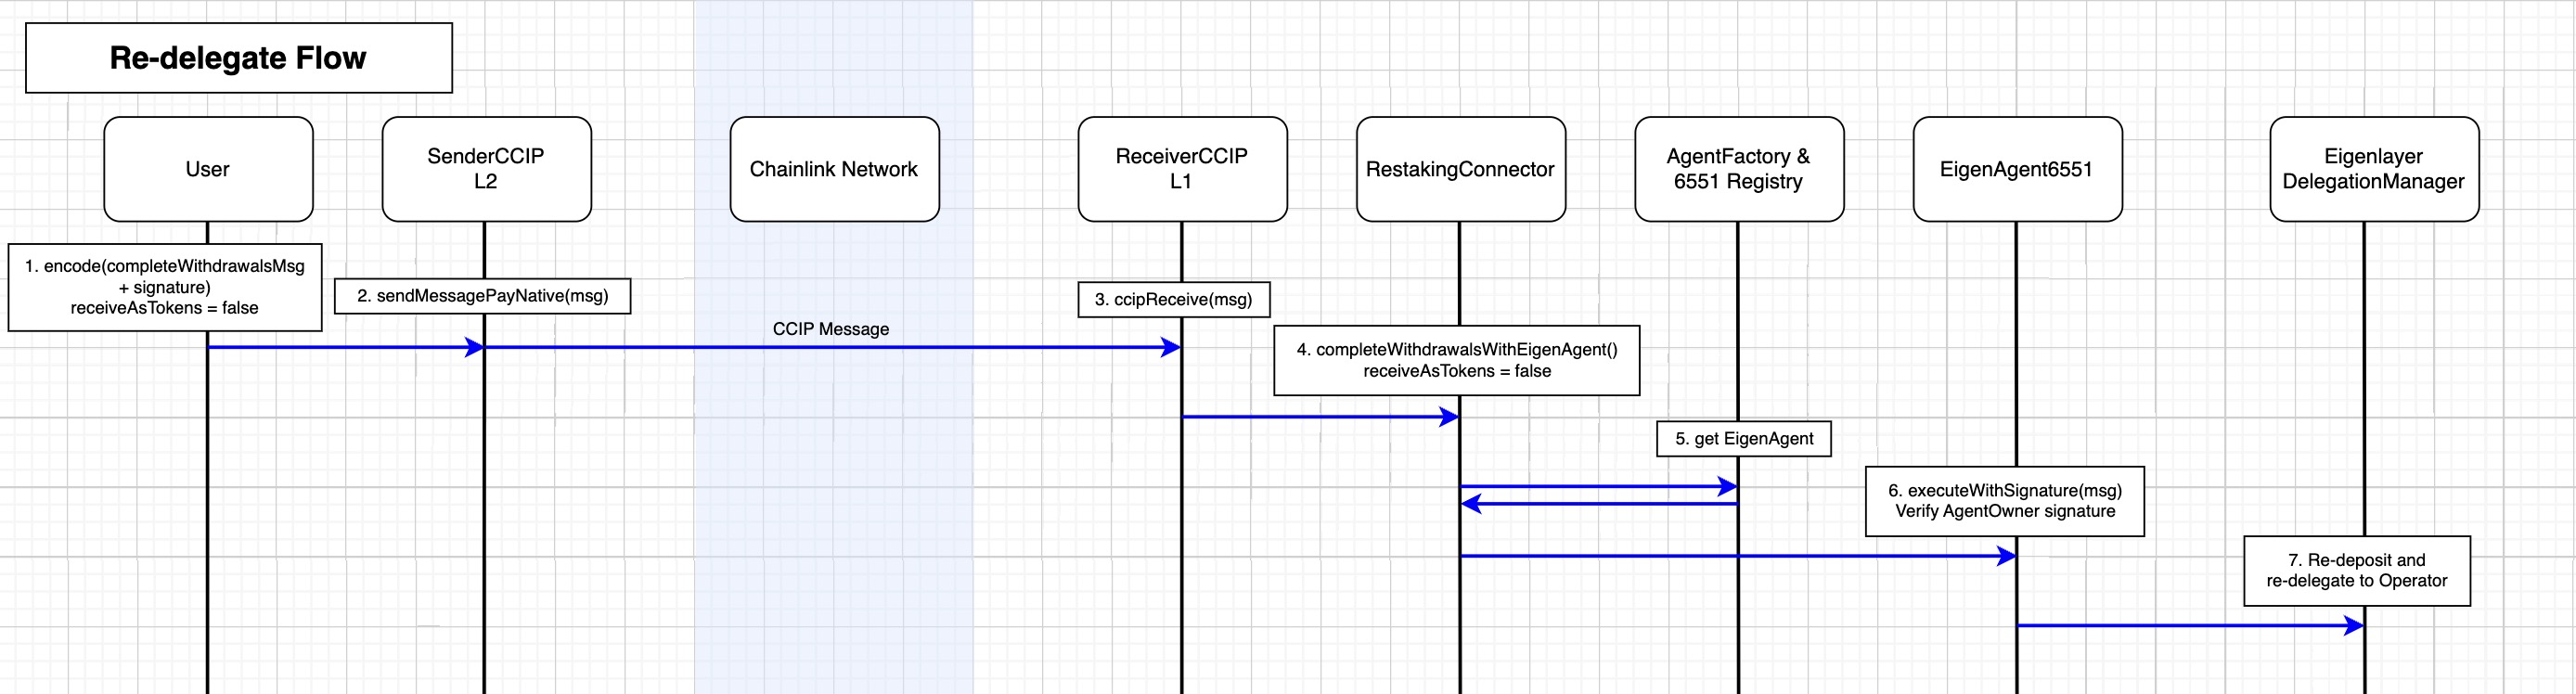 Re-delegate Flow
User
SenderCCIP
L2
Chainlink Network
ReceiverCCIP
L1
RestakingConnector
AgentFactory &
6551 Registry
EigenAgent6551
Eigenlayer
DelegationManager
1. encode(completeWithdrawalsMsg
+ signature)
receiveAsTokens = false
2. sendMessagePayNative(msg)
CCIP Message
3. ccipReceive(msg)
4. completeWithdrawalsWithEigenAgent()
receiveAsTokens = false
5. get EigenAgent
6. executeWithSignature(msg)
Verify AgentOwner signature
7. Re-deposit and
re-delegate to Operator